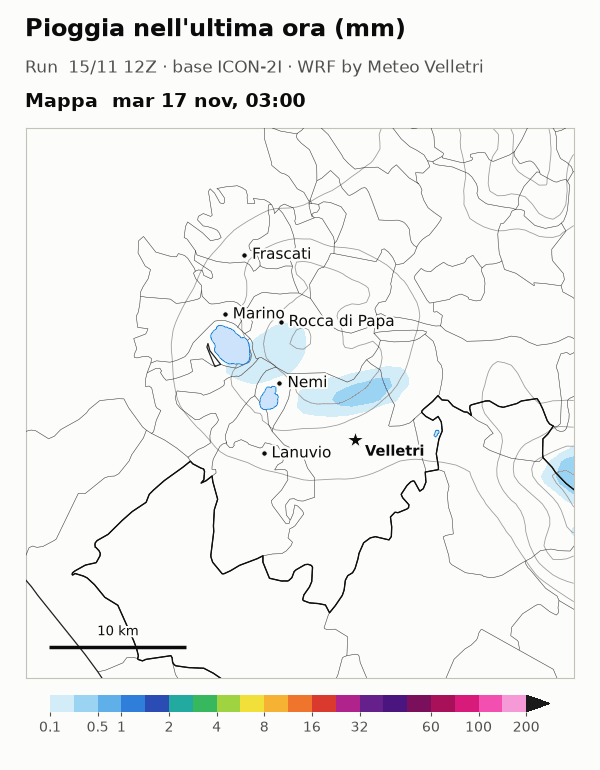 Pioggia nell'ultima ora (mm)
Run  15/11 12Z · base ICON-2I · WRF by Meteo Velletri
Mappa  mar 17 nov, 03:00
Frascati
Marino
Rocca di Papa
Nemi
Velletri
Lanuvio
10 km
0.1 0.5 1 2 4 8 16 32 60 100 200